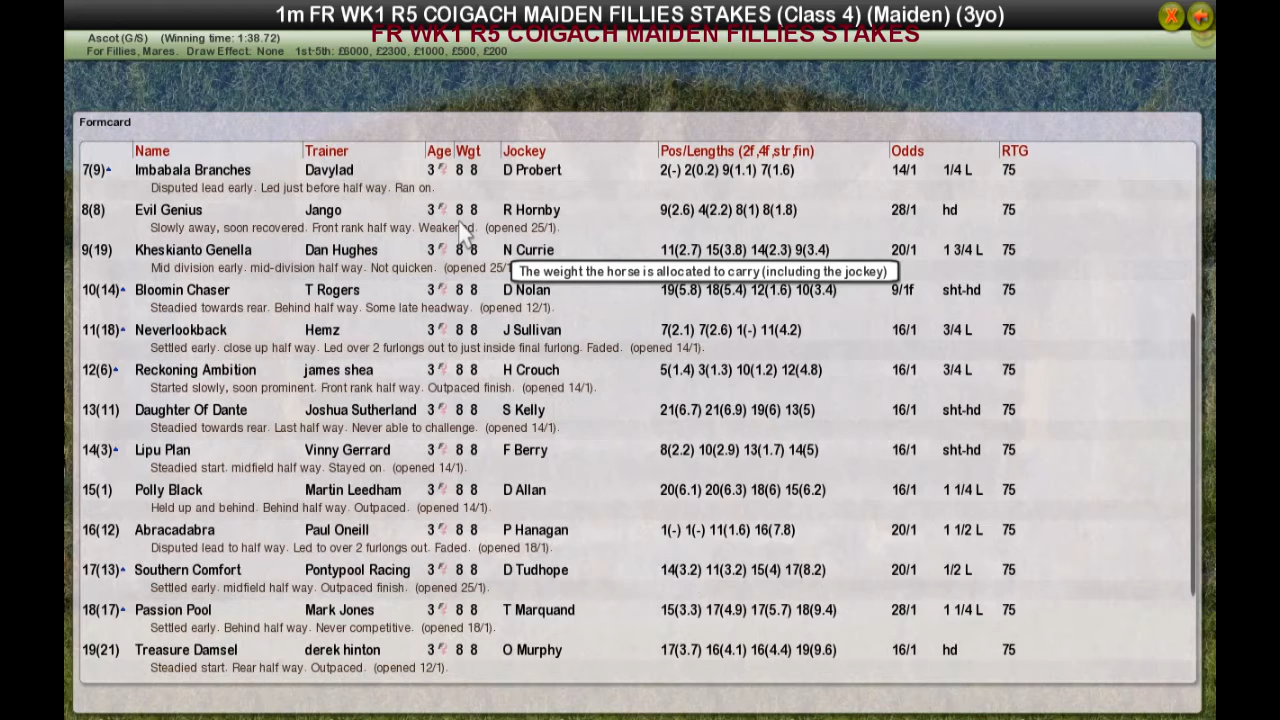 1m FR WK1 R5 COIGACH MAIDEN FILLIES STAKES (Class 4) (Maiden) (3yo)
FR WK1 R5 COIGACH MAIDEN FILLIES STAKES
Ascot(G/S) (Winning time: 1:38.72)
For Fillies, Mares. Draw Effect: None 1st-5th: £6000, £2300, £1000, £500, £200
Formcard
Name Trainer Age Wgt Jockey Pos/Lengths (2f,4f,str,fin) Odds RTG
7(9) Imbabala Branches Davylad 3 8 8 D Probert 2(-) 2(0.2) 9(1.1) 7(1.6) 14/1 1/4 L 75
Disputed lead early. Led just before half way. Ran on.
8(8) Evil Genius Jango 3 8 8 R Hornby 9(2.6) 4(2.2) 8(1) 8(1.8) 28/1 hd 75
Slowly away, soon recovered. Front rank half way. Weakened. (opened 25/1).
9(19) Kheskianto Genella Dan Hughes 3 8 8 N Currie 11(2.7) 15(3.8) 14(2.3) 9(3.4) 20/1 1 3/4 L 75
Mid division early. mid-division half way. Not quicken. (opened 25/1
The weight the horse is allocated to carry (including the jockey)
10(14) Bloomin Chaser T Rogers 3 8 8 D Nolan 19(5.8) 18(5.4) 12(1.6) 10(3.4) 9/1f sht-hd 75
Steadied towards rear. Behind half way. Some late headway. (opened 12/1).
11(18) Neverlookback Hemz 3 8 8 J Sullivan 7(2.1) 7(2.6) 1(-) 11(4.2) 16/1 3/4 L 75
Settled early. close up half way. Led over 2 furlongs out to just inside final furlong. Faded. (opened 14/1).
12(6) Reckoning Ambition james shea 3 8 8 H Crouch 5(1.4) 3(1.3) 10(1.2) 12(4.8) 16/1 3/4 L 75
Started slowly, soon prominent. Front rank half way. Outpaced finish. (opened 14/1).
13(11) Daughter Of Dante Joshua Sutherland 3 8 8 S Kelly 21(6.7) 21(6.9) 19(6) 13(5) 16/1 sht-hd 75
Steadied towards rear. Last half way. Never able to challenge. (opened 14/1).
14(3) Lipu Plan Vinny Gerrard 3 8 8 F Berry 8(2.2) 10(2.9) 13(1.7) 14(5) 16/1 sht-hd 75
Steadied start. midfield half way. Stayed on. (opened 14/1).
15(1) Polly Black Martin Leedham 3 8 8 D Allan 20(6.1) 20(6.3) 18(6) 15(6.2) 16/1 1 1/4 L 75
Held up and behind. Behind half way. Outpaced. (opened 14/1).
16(12) Abracadabra Paul Oneill 3 8 8 P Hanagan 1(-) 1(-) 11(1.6) 16(7.8) 20/1 1 1/2 L 75
Disputed lead to half way. Led to over 2 furlongs out. Faded. (opened 18/1).
17(13) Southern Comfort Pontypool Racing 3 8 8 D Tudhope 14(3.2) 11(3.2) 15(4) 17(8.2) 20/1 1/2 L 75
Settled early. midfield half way. Outpaced finish. (opened 25/1).
18(17) Passion Pool Mark Jones 3 8 8 T Marquand 15(3.3) 17(4.9) 17(5.7) 18(9.4) 28/1 1 1/4 L 75
Settled early. Behind half way. Never competitive. (opened 18/1).
19(21) Treasure Damsel derek hinton 3 8 8 O Murphy 17(3.7) 16(4.1) 16(4.4) 19(9.6) 16/1 hd 75
Steadied start. Rear half way. Outpaced. (opened 12/1).